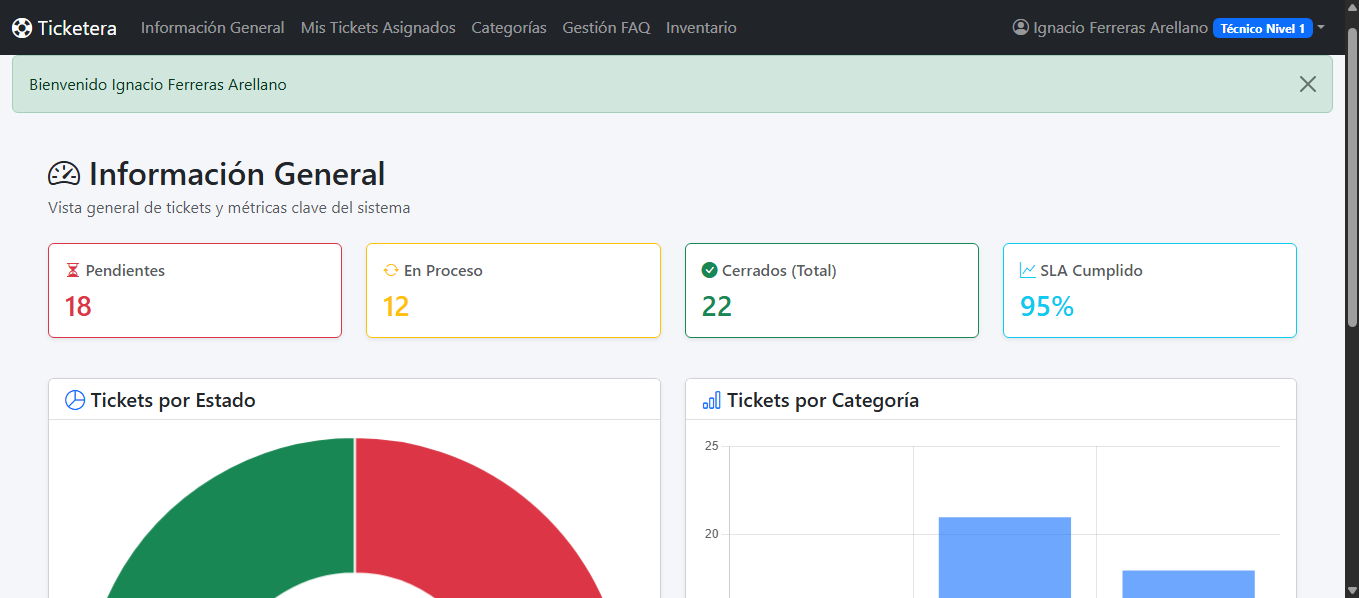 Ticketera Información General Mis Tickets Asignados Categorías Gestión FAQ Inventario Ignacio Ferreras Arellano Técnico Nivel 1
Bienvenido Ignacio Ferreras Arellano
Información General
Vista general de tickets y métricas clave del sistema
Pendientes
18
En Proceso
12
Cerrados (Total)
22
SLA Cumplido
95%
Tickets por Estado
Tickets por Categoría
25
20